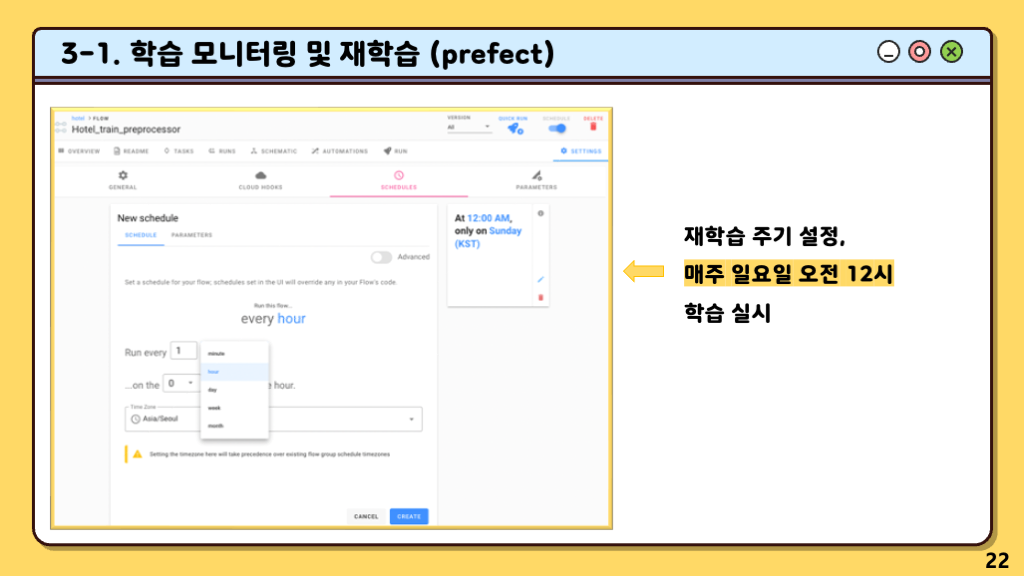 3-1. 학습 모니터링 및 재학습 (prefect)
hotel > FLOW
Hotel_train_preprocessor
VERSION
All
QUICK RUN
SCHEDULE
DELETE
OVERVIEW README TASKS RUNS SCHEMATIC AUTOMATIONS RUN SETTINGS
GENERAL CLOUD HOOKS SCHEDULES PARAMETERS
New schedule
SCHEDULE PARAMETERS
Advanced
Set a schedule for your flow; schedules set in the UI will override any in your Flow's code.
Run this flow...
every hour
Run every 1
minute
hour
day
week
month
...on the 0 e hour.
Time Zone
Asia/Seoul
Setting the timezone here will take precedence over existing flow group schedule timezones
CANCEL CREATE
At 12:00 AM,
only on Sunday
(KST)
재학습 주기 설정,
매주 일요일 오전 12시
학습 실시
22